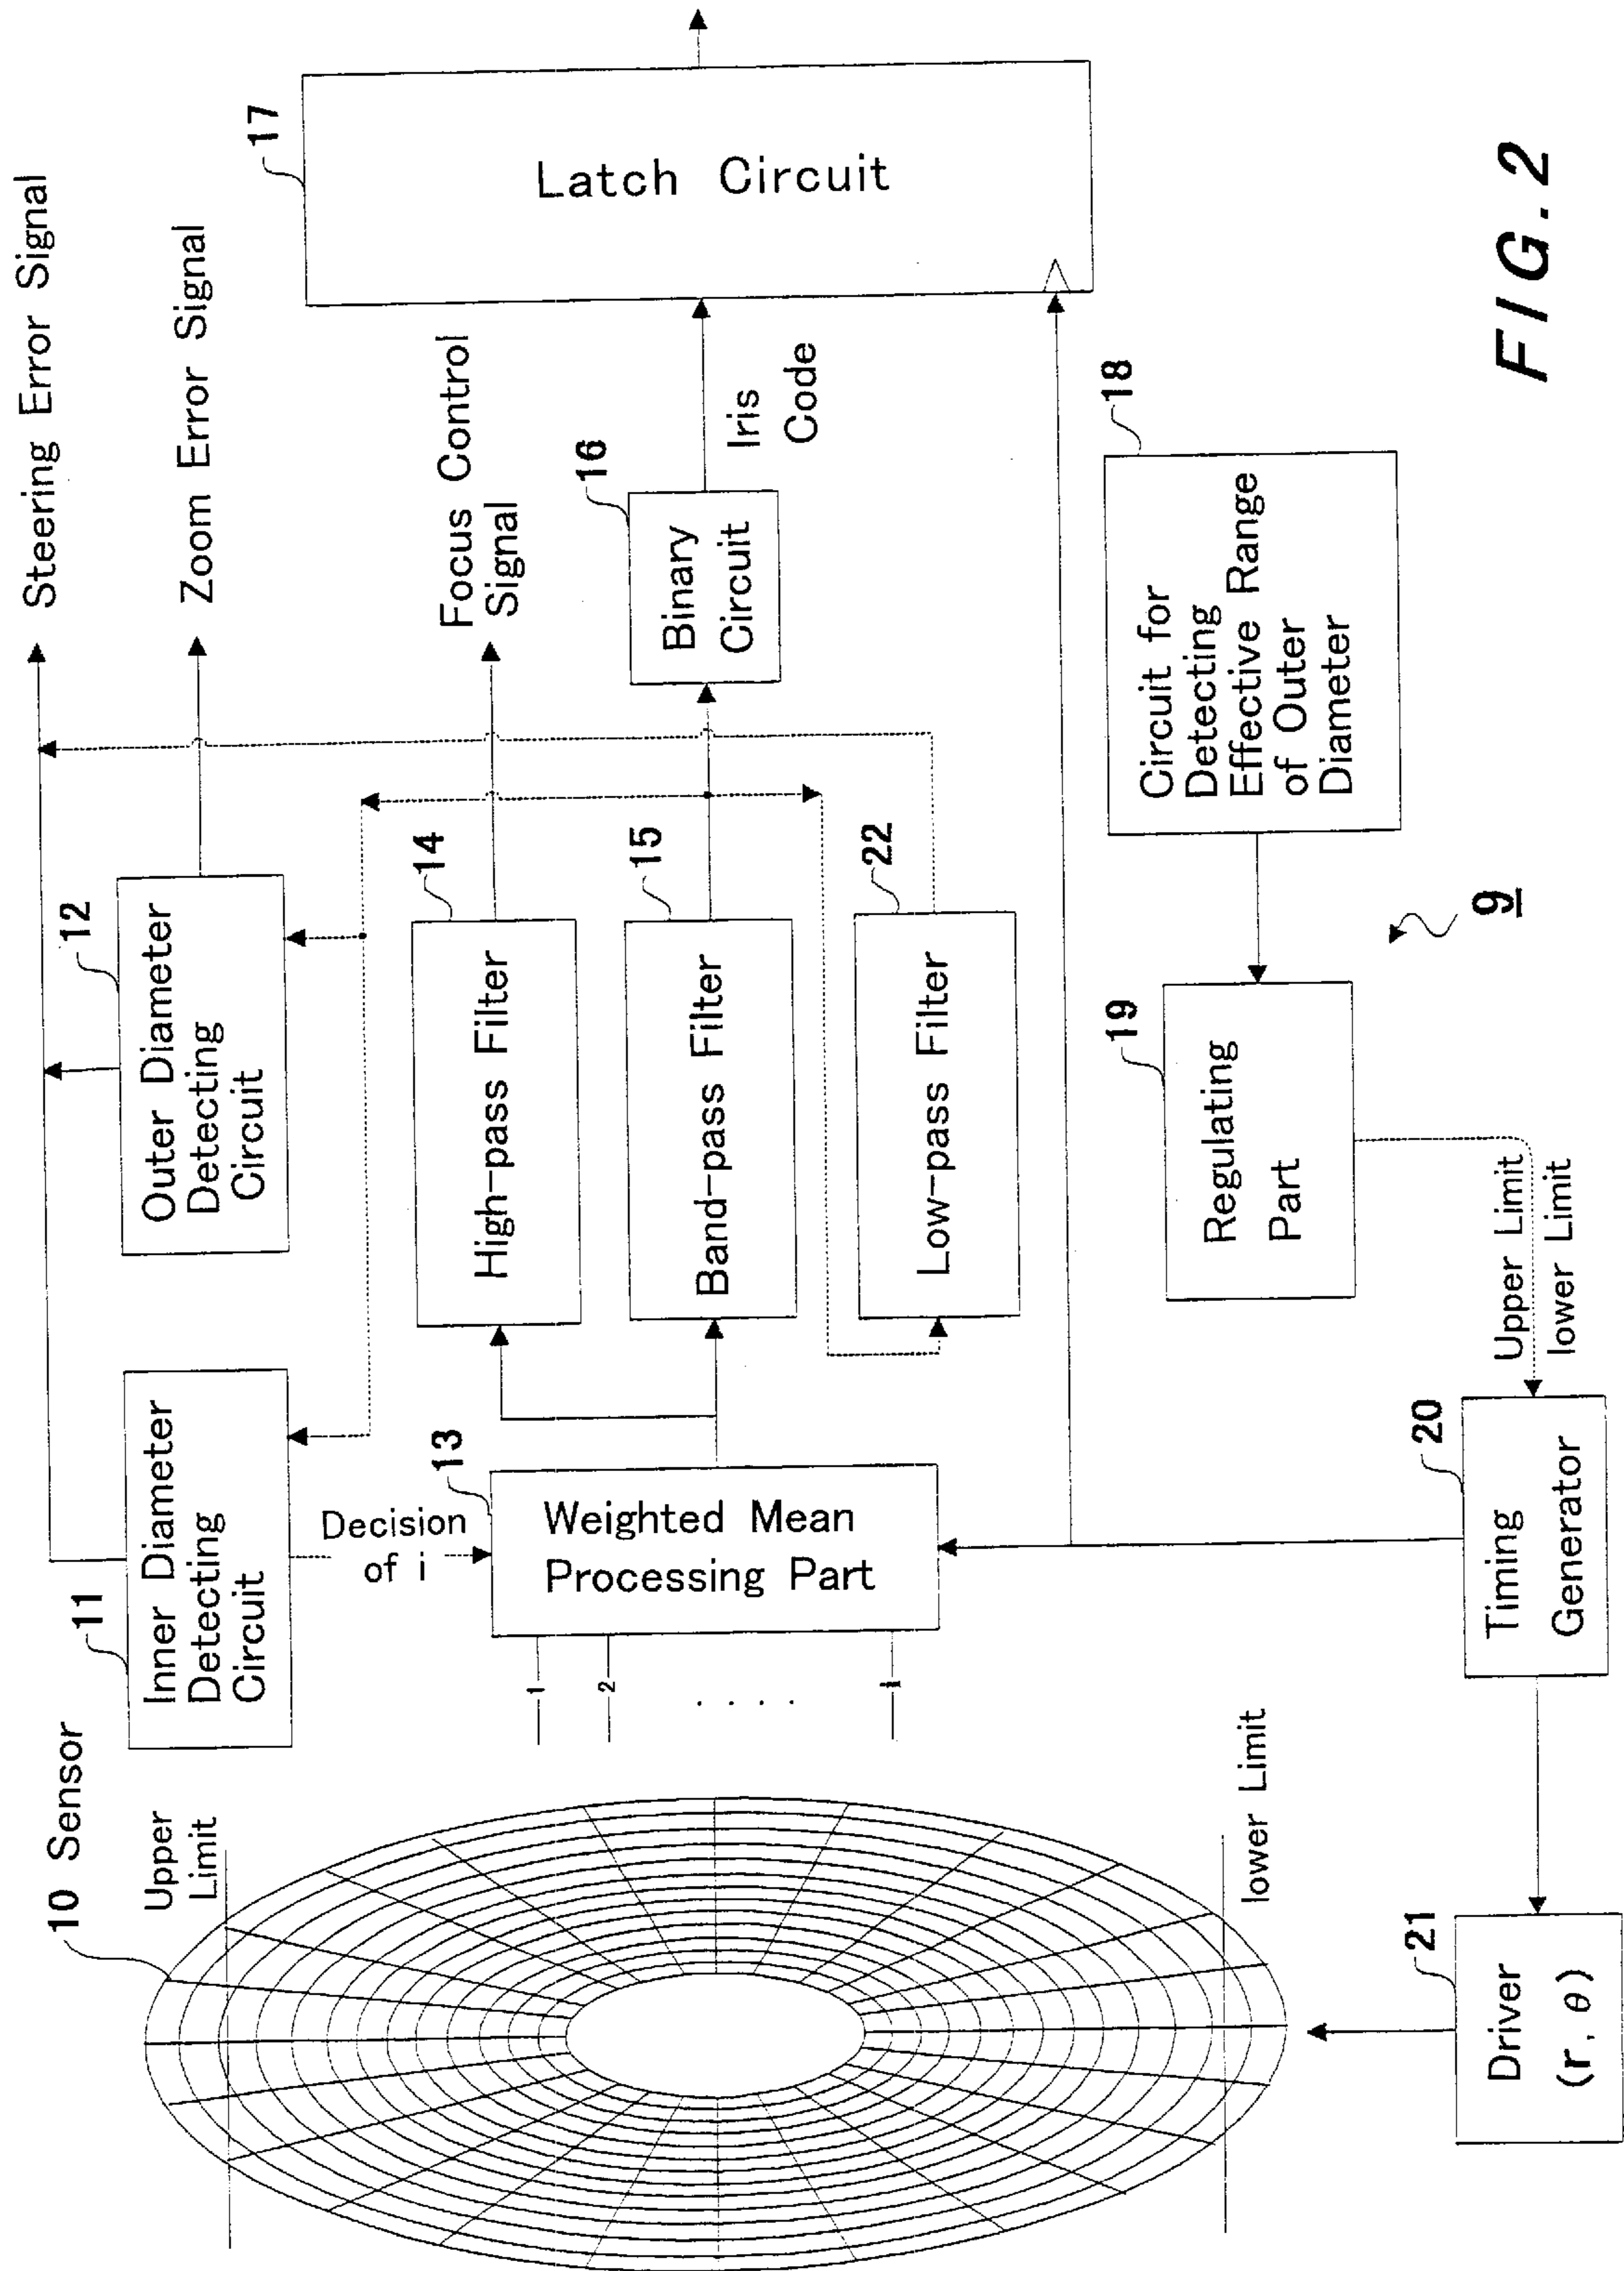 Steering Error Signal
Zoom Error Signal
Focus Control
Signal
10 Sensor
Upper
Limit
lower Limit
11
Inner Diameter
Detecting
Circuit
12
Outer Diameter
Detecting
Circuit
Decision
of i
13
Weighted Mean
Processing Part
1
2
. . . .
i
14
High-pass Filter
15
Band-pass Filter
22
Low-pass Filter
16
Binary
Circuit
Iris
Code
17
Latch Circuit
18
Circuit for
Detecting
Effective Range
of Outer
Diameter
19
Regulating
Part
Upper Limit
lower Limit
20
Timing
Generator
21
Driver
(r, θ)
9
FIG.2